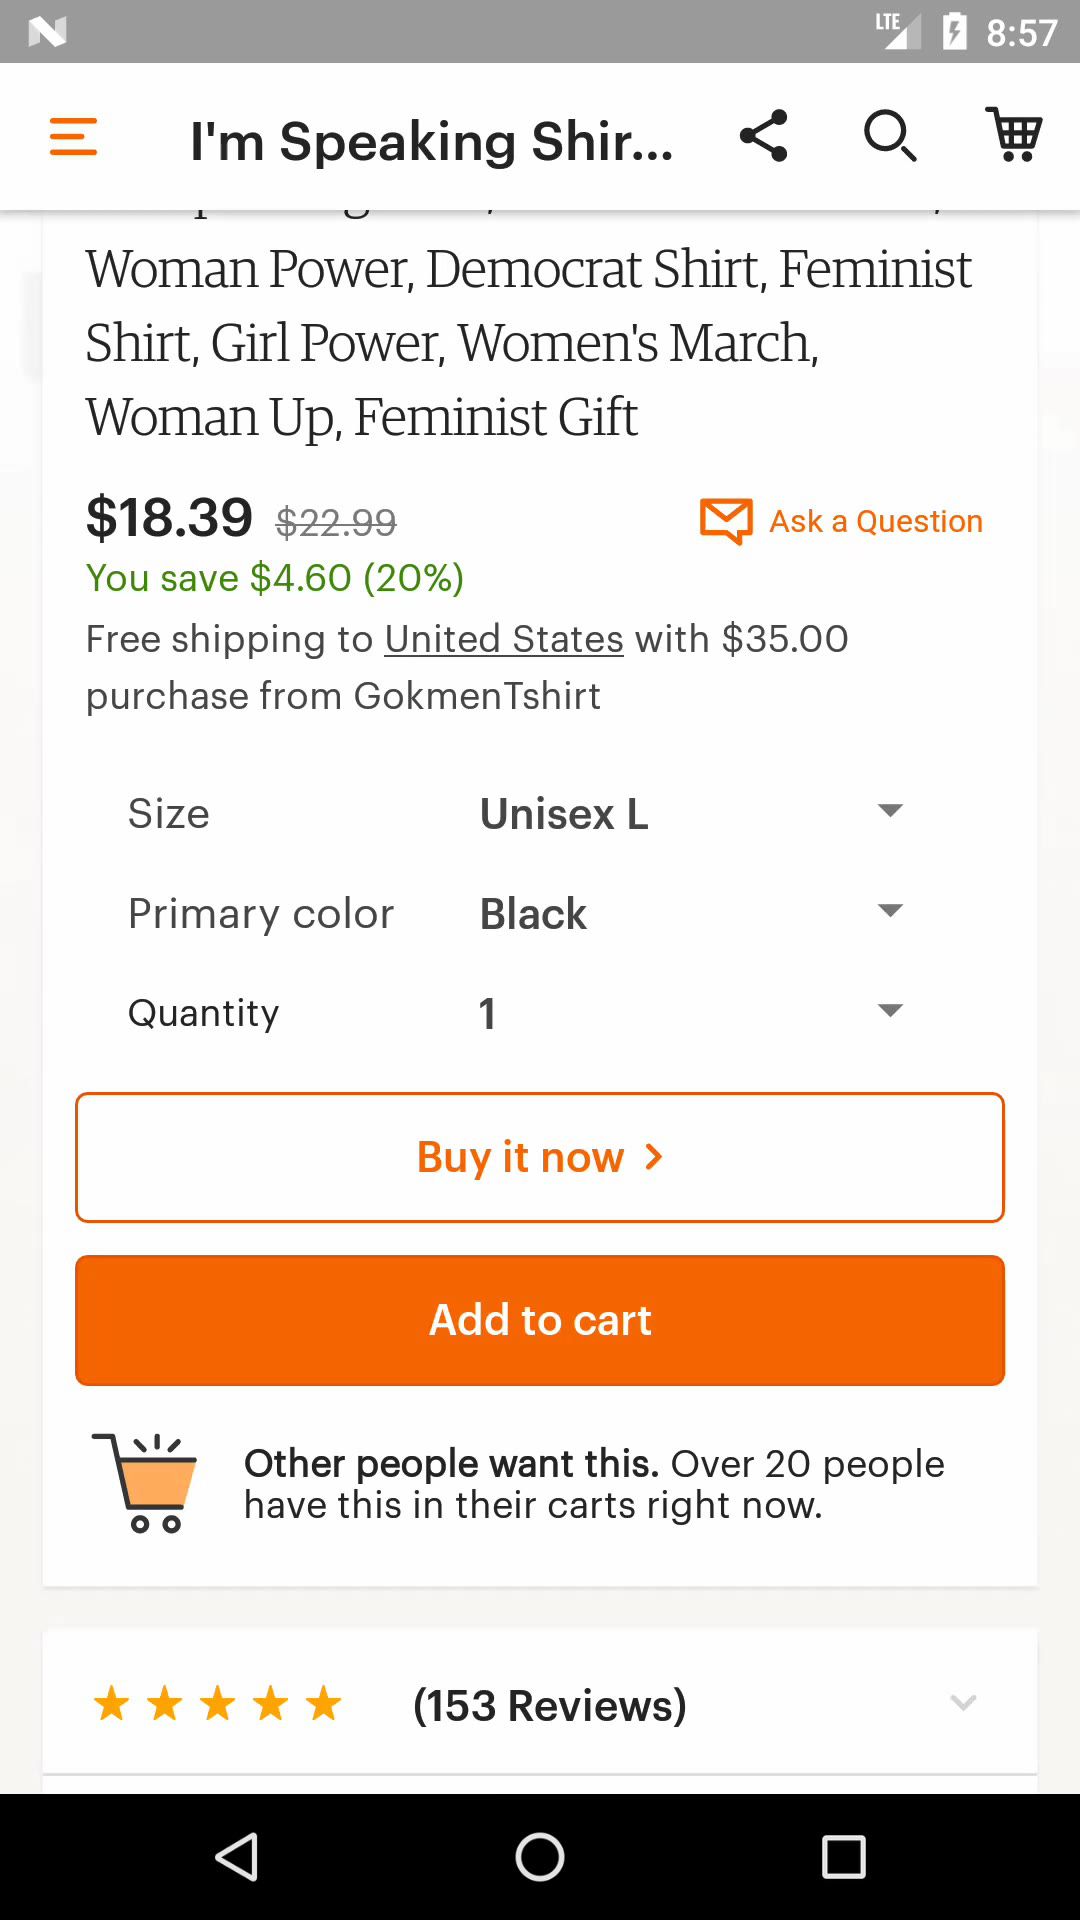 LTE 8:57
I'm Speaking Shir...
Woman Power, Democrat Shirt, Feminist
Shirt, Girl Power, Women's March,
Woman Up, Feminist Gift
$18.39 $22.99
Ask a Question
You save $4.60 (20%)
Free shipping to United States with $35.00
purchase from GokmenTshirt
Size Unisex L
Primary color Black
Quantity 1
Buy it now
Add to cart
Other people want this. Over 20 people
have this in their carts right now.
(153 Reviews)